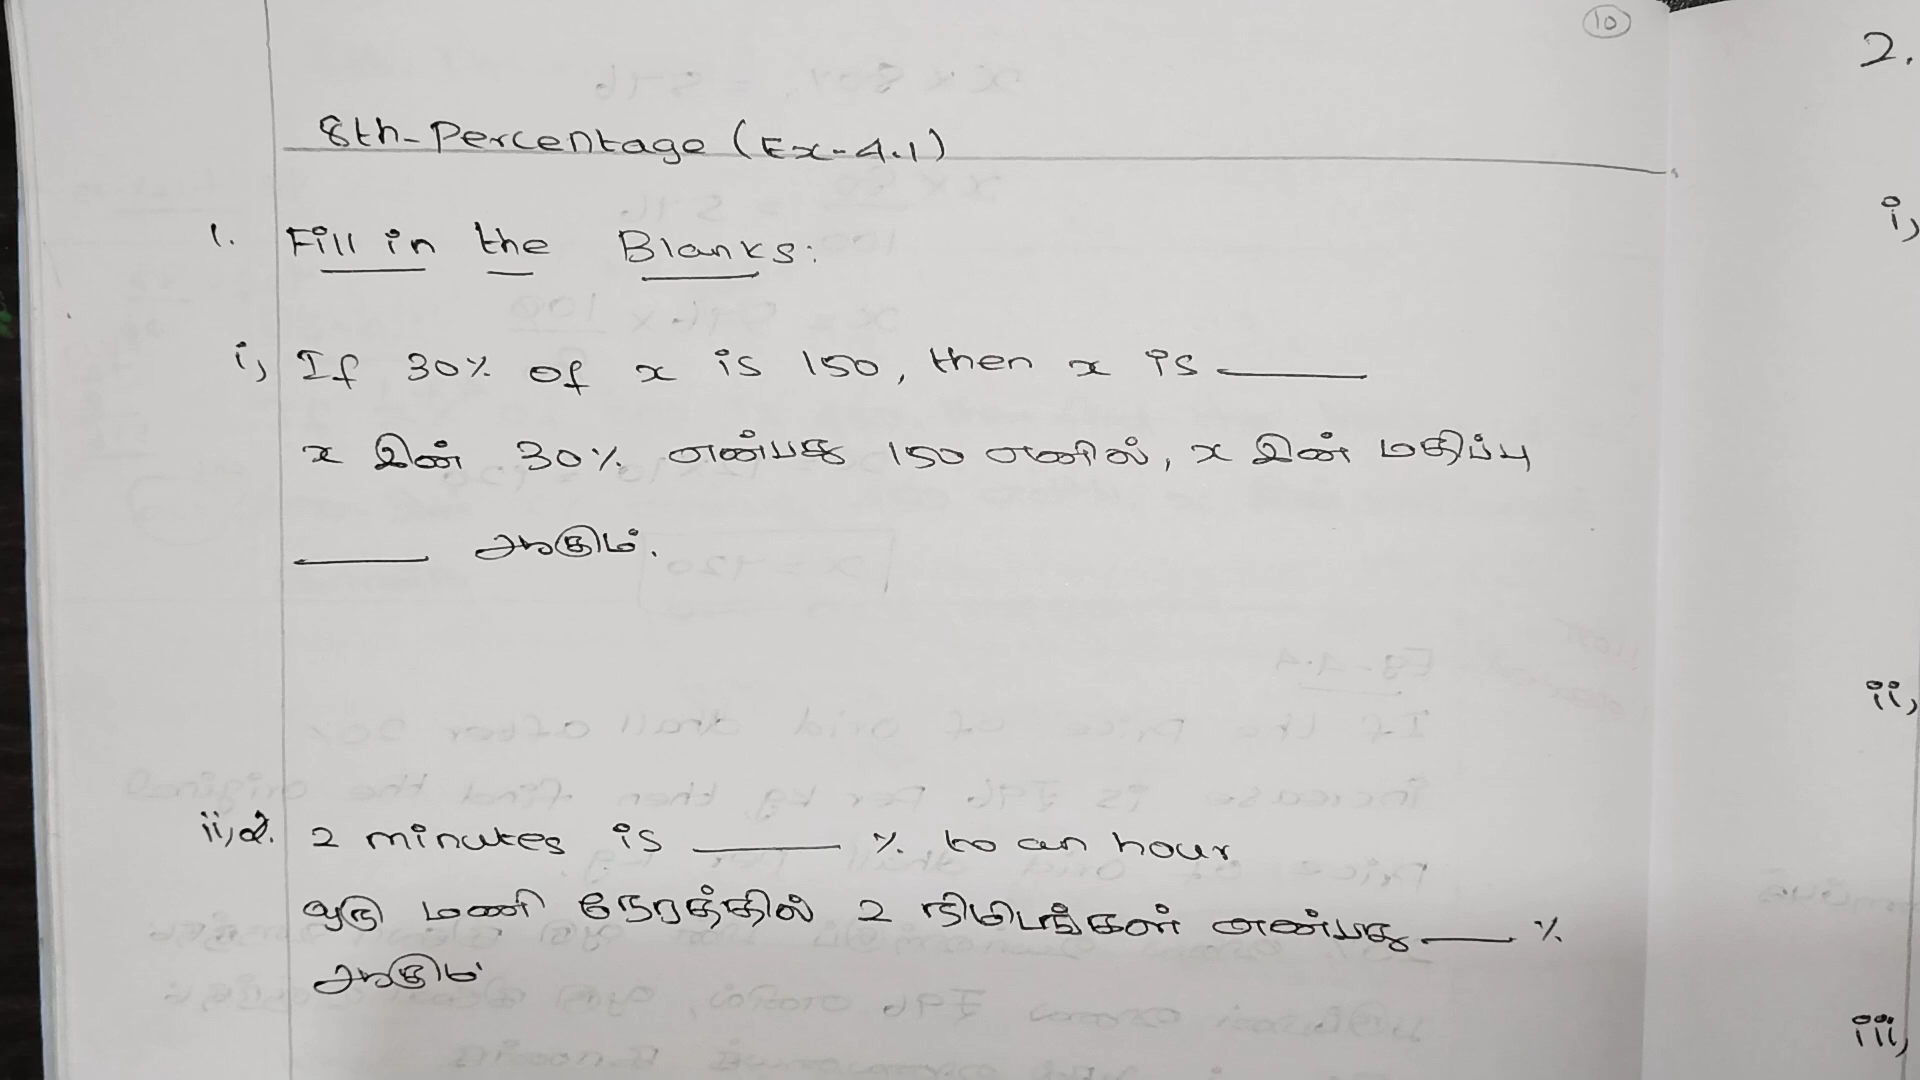 10
8th-Percentage (Ex-4.1)
1. Fill in the Blanks:
i, If 30% of x is 150, then x is ____
x இன் 30% என்பது 150 எனில், x இன் மதிப்பு
____ ஆகும்.
ii, 2 minutes is ____ % to an hour
ஒரு மணி நேரத்தில் 2 நிமிடங்கள் என்பது ____ %
ஆகும்
2.
i,
ii,
iii,